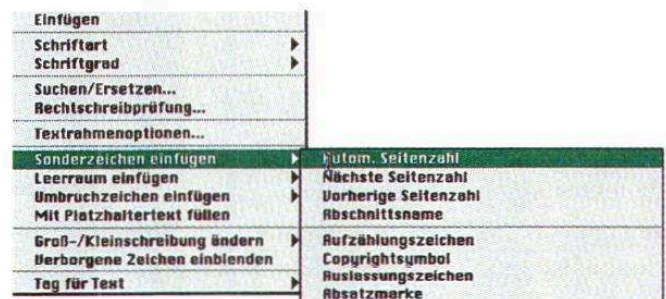 Einfügen
Schriftart
Schriftgrad
Suchen/Ersetzen...
Rechtschreibprüfung...
Textrahmenoptionen...
Sonderzeichen einfügen
Leerraum einfügen
Umbruchzeichen einfügen
Mit Platzhaltertext füllen
Groß-/Kleinschreibung ändern
Verborgene Zeichen einblenden
Tag für Text
Autom. Seitenzahl
Nächste Seitenzahl
Vorherige Seitenzahl
Abschnittsname
Aufzählungszeichen
Copyrightsymbol
Auslassungszeichen
Absatzmarke